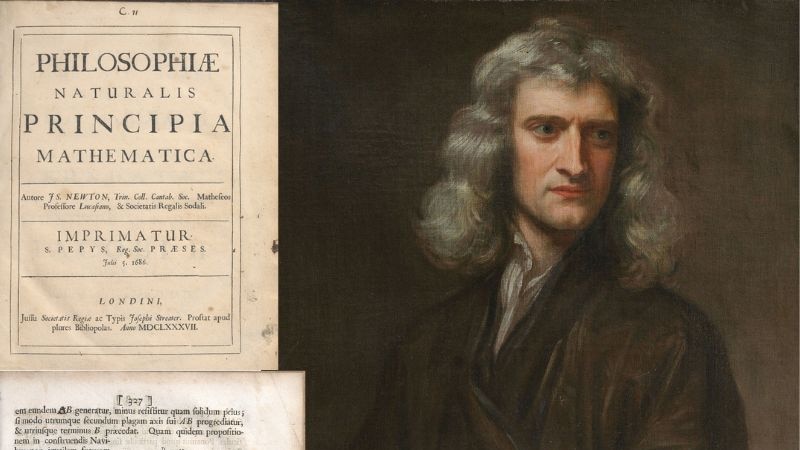 C. 11
PHILOSOPHIÆ
NATURALIS
PRINCIPIA
MATHEMATICA.
Autore JS. NEWTON, Trin. Coll. Cantab. Soc. Matheseos
Professore Lucasiano, & Societatis Regalis Sodali.
IMPRIMATUR.
S. PEPYS, Reg. Soc. PRÆSES.
Julii 5. 1686.
LONDINI,
Jussu Societatis Regiæ ac Typis Josephi Streater. Prostat apud
plures Bibliopolas. Anno MDCLXXXVII.
[ 327 ]
em eundem AB generatur, minus resistitur quam solidum prius;
si modo utrumque secundum plagam axis sui AB progrediatur,
& utriusque terminus B præcedat. Quam quidem propositio-
nem in construendis Navi-